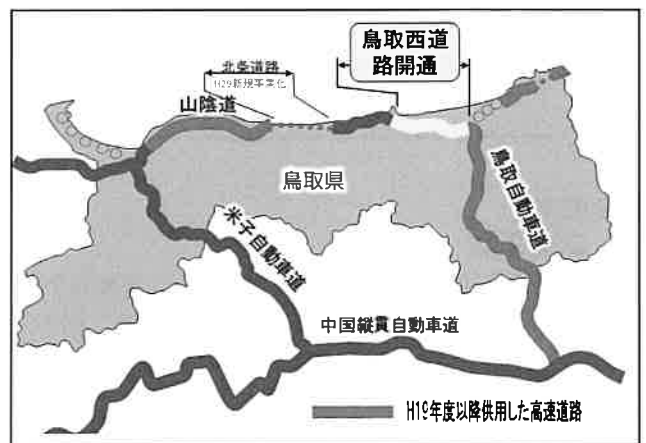 鳥取西道
路開通
北条道路
H29新規事業化
山陰道
鳥取県
鳥取自動車道
米子自動車道
中国縦貫自動車道
H19年度以降供用した高速道路